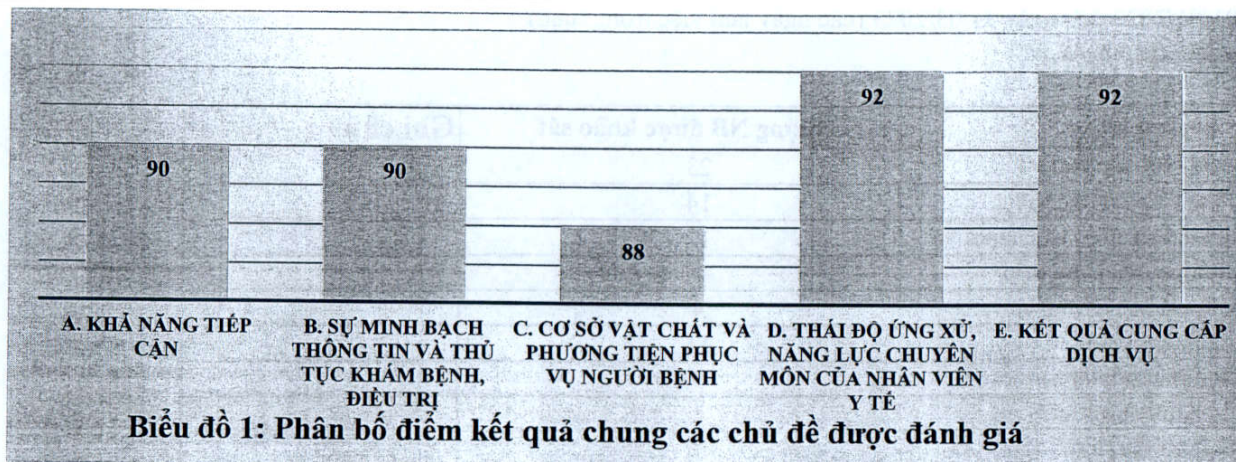 90
90
88
92
92
A. KHẢ NĂNG TIẾP
CẬN
B. SỰ MINH BẠCH
THÔNG TIN VÀ THỦ
TỤC KHÁM BỆNH,
ĐIỀU TRỊ
C. CƠ SỞ VẬT CHẤT VÀ
PHƯƠNG TIỆN PHỤC
VỤ NGƯỜI BỆNH
D. THÁI ĐỘ ỨNG XỬ,
NĂNG LỰC CHUYÊN
MÔN CỦA NHÂN VIÊN
Y TẾ
E. KẾT QUẢ CUNG CẤP
DỊCH VỤ
Biểu đồ 1: Phân bố điểm kết quả chung các chủ đề được đánh giá